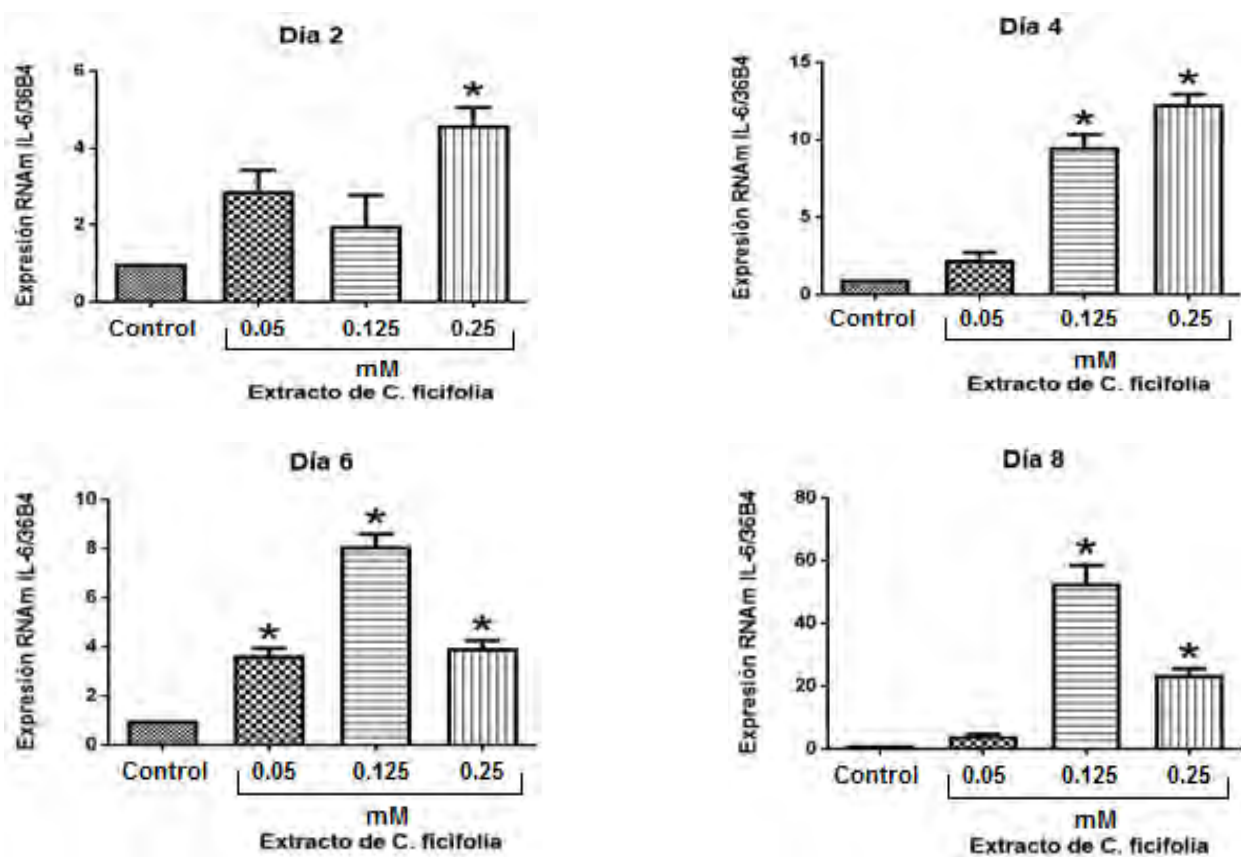 Día 2
Expresión RNAm IL-6/36B4
6
4
2
0
*
Control 0.05 0.125 0.25
mM
Extracto de C. ficifolia
Día 4
Expresión RNAm IL-6/36B4
15
10
5
0
* *
Control 0.05 0.125 0.25
mM
Extracto de C. ficifolia
Día 6
Expresión RNAm IL-6/36B4
10
8
6
4
2
0
* * *
Control 0.05 0.125 0.25
mM
Extracto de C. ficifolia
Día 8
Expresión RNAm IL-6/36B4
80
60
40
20
0
* *
Control 0.05 0.125 0.25
mM
Extracto de C. ficifolia